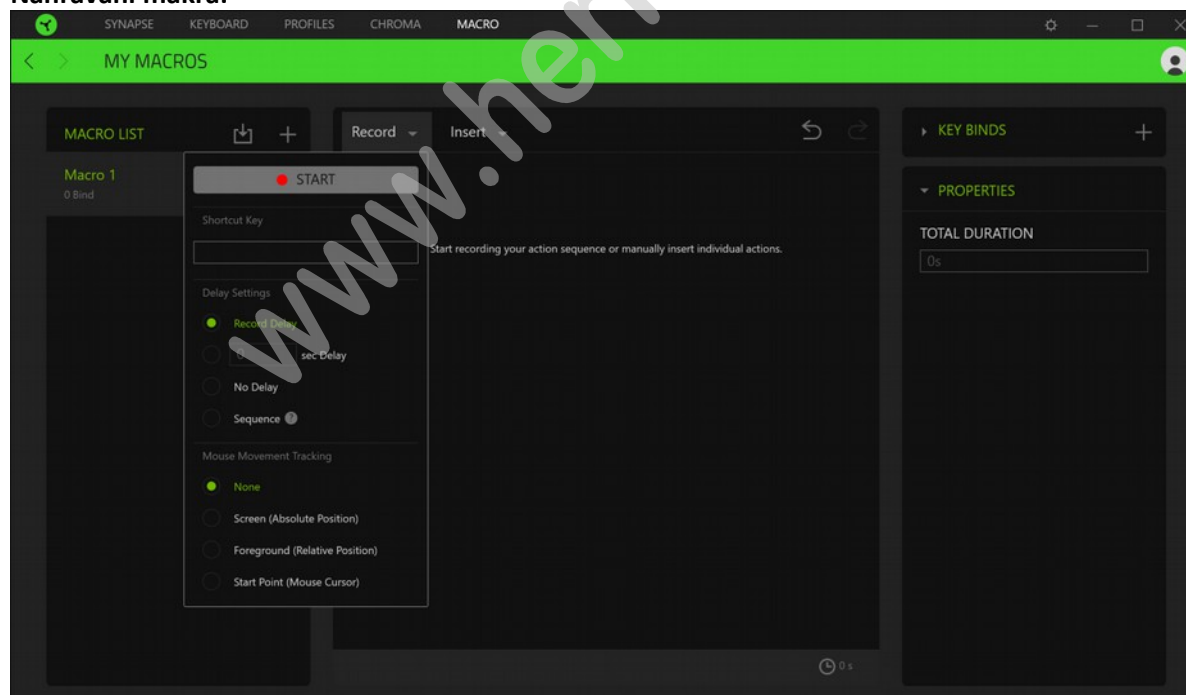 Nahrávání makra:
SYNAPSE KEYBOARD PROFILES CHROMA MACRO
MY MACROS
MACRO LIST
Macro 1
0 Bind
Record Insert
START
Shortcut Key
Delay Settings
Record Delay
0 sec Delay
No Delay
Sequence ?
Mouse Movement Tracking
None
Screen (Absolute Position)
Foreground (Relative Position)
Start Point (Mouse Cursor)
Start recording your action sequence or manually insert individual actions.
0 s
KEY BINDS
PROPERTIES
TOTAL DURATION
0s
www.her